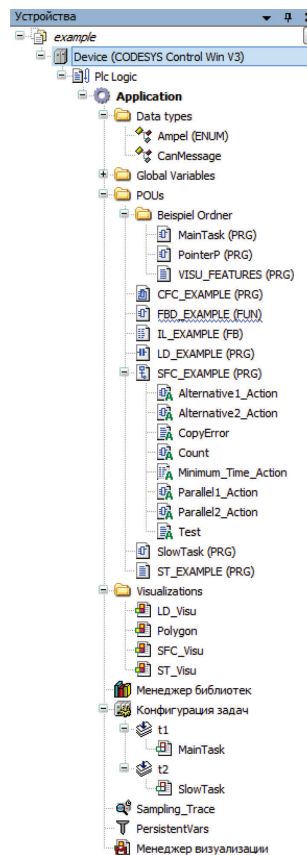 Устройства
example
Device (CODESYS Control Win V3)
Plc Logic
Application
Data types
Ampel (ENUM)
CanMessage
Global Variables
POUs
Beispiel Ordner
MainTask (PRG)
PointerP (PRG)
VISU_FEATURES (PRG)
CFC_EXAMPLE (PRG)
FBD_EXAMPLE (FUN)
IL_EXAMPLE (FB)
LD_EXAMPLE (PRG)
SFC_EXAMPLE (PRG)
Alternative1_Action
Alternative2_Action
CopyError
Count
Minimum_Time_Action
Parallel1_Action
Parallel2_Action
Test
SlowTask (PRG)
ST_EXAMPLE (PRG)
Visualizations
LD_Visu
Polygon
SFC_Visu
ST_Visu
Менеджер библиотек
Конфигурация задач
t1
MainTask
t2
SlowTask
Sampling_Trace
PersistentVars
Менеджер визуализации